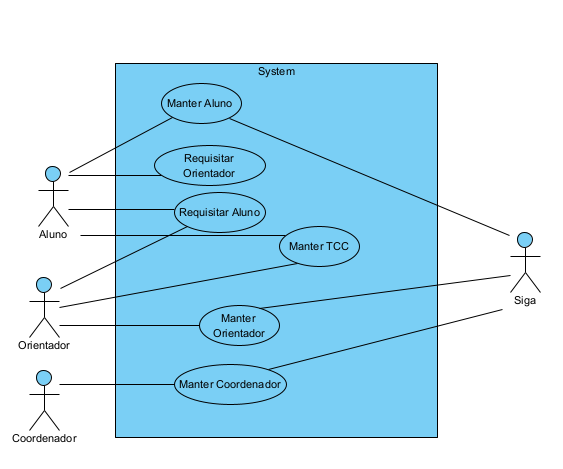 System
Manter Aluno
Requisitar
Orientador
Requisitar Aluno
Aluno
Manter TCC
Siga
Manter
Orientador
Orientador
Manter Coordenador
Coordenador